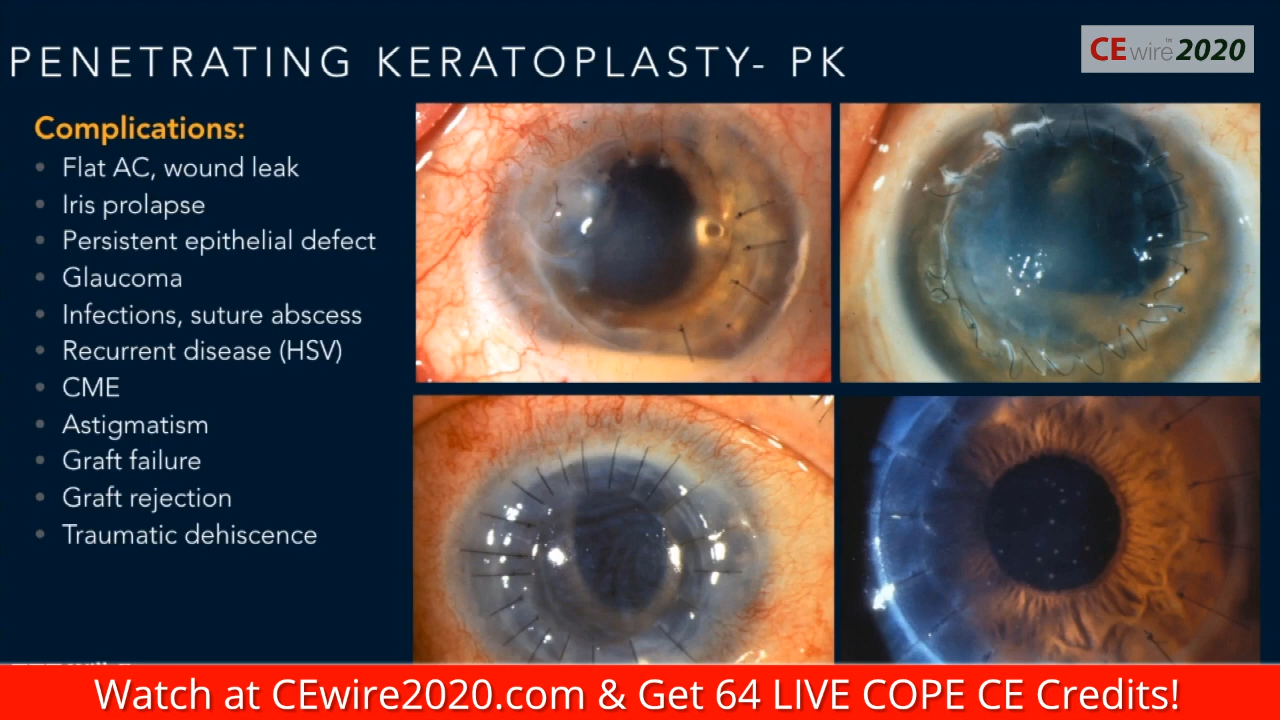 PENETRATING KERATOPLASTY- PK
CEwire™2020
Complications:
• Flat AC, wound leak
• Iris prolapse
• Persistent epithelial defect
• Glaucoma
• Infections, suture abscess
• Recurrent disease (HSV)
• CME
• Astigmatism
• Graft failure
• Graft rejection
• Traumatic dehiscence
Watch at CEwire2020.com & Get 64 LIVE COPE CE Credits!